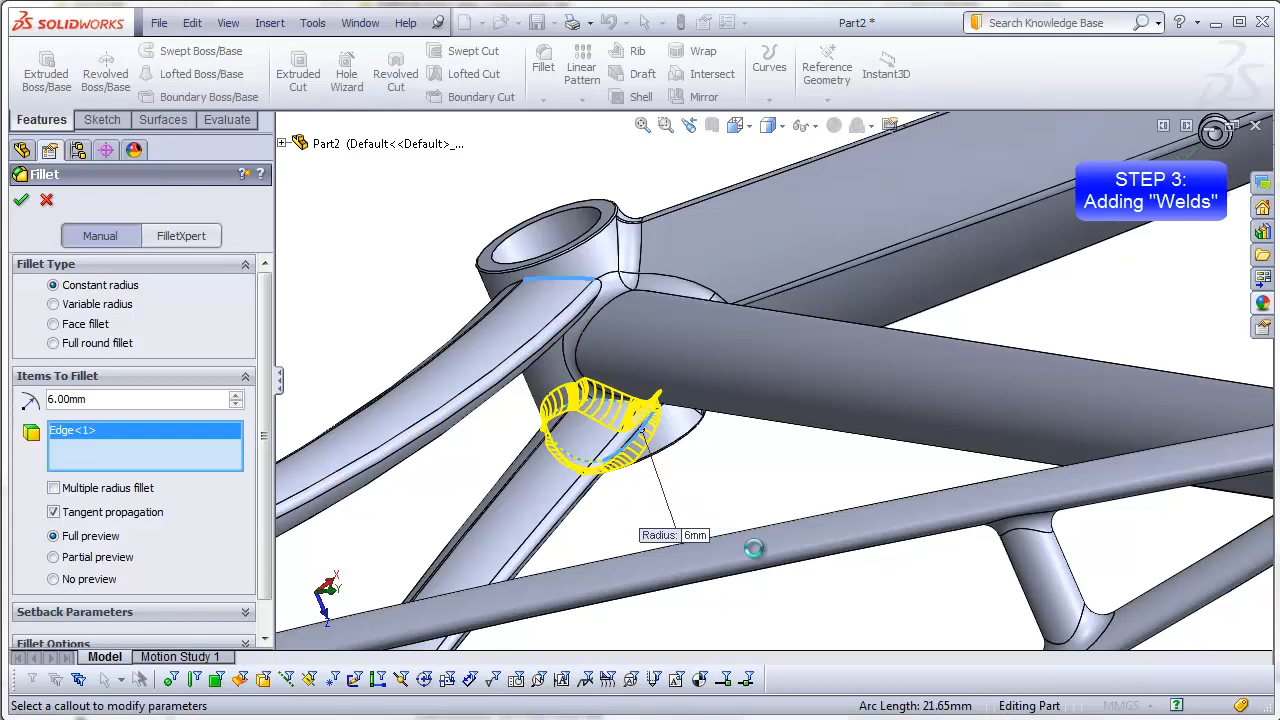 SOLIDWORKS File Edit View Insert Tools Window Help Part2 * Search Knowledge Base
Extruded Boss/Base
Revolved Boss/Base
Swept Boss/Base
Lofted Boss/Base
Boundary Boss/Base
Extruded Cut
Hole Wizard
Revolved Cut
Swept Cut
Lofted Cut
Boundary Cut
Fillet
Linear Pattern
Rib
Draft
Shell
Wrap
Intersect
Mirror
Curves
Reference Geometry
Instant3D
Features Sketch Surfaces Evaluate
Part2 (Default<<Default>_...
Fillet
STEP 3:
Adding "Welds"
Manual FilletXpert
Fillet Type
Constant radius
Variable radius
Face fillet
Full round fillet
Items To Fillet
6.00mm
Edge<1>
Multiple radius fillet
Tangent propagation
Full preview
Partial preview
No preview
Radius: 6mm
X
Y
Z
Setback Parameters
Fillet Options
Model Motion Study 1
Select a callout to modify parameters Arc Length: 21.65mm Editing Part MMGS